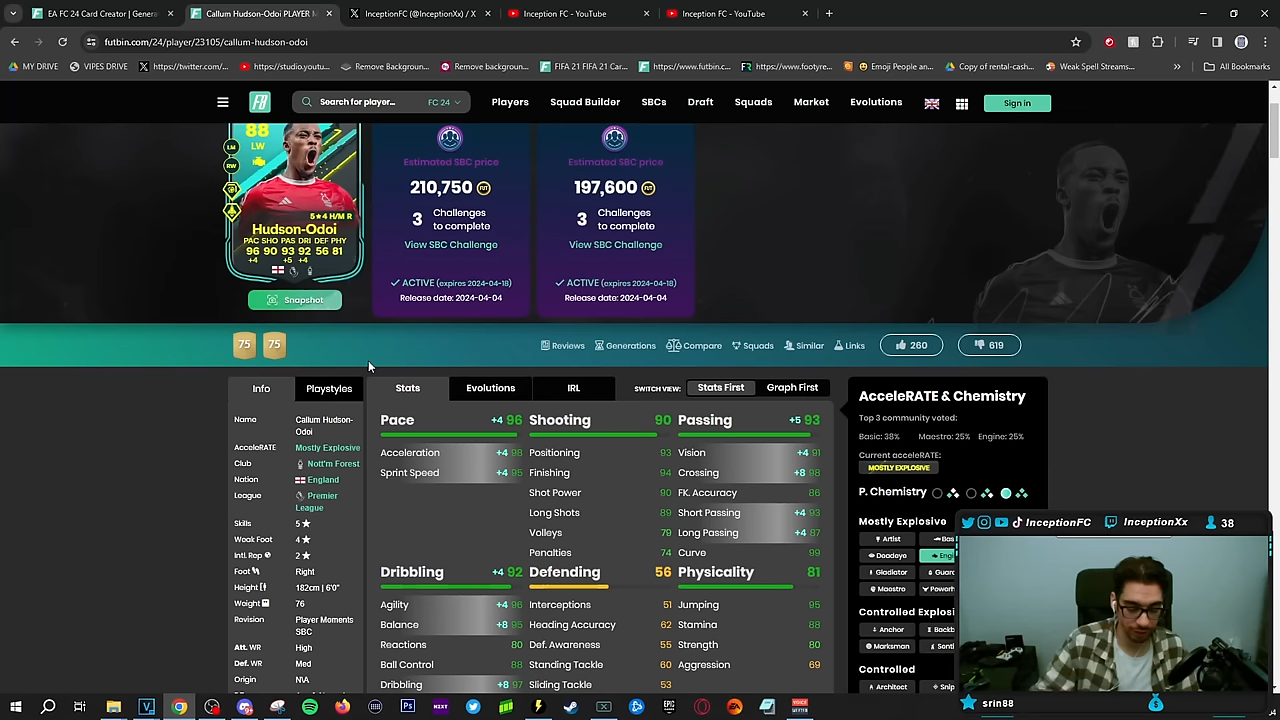 EA FC 24 Card Creator | Genera
Callum Hudson-Odoi PLAYER M
InceptionFC (@InceptionXx) / X
Inception FC - YouTube
Inception FC - YouTube
futbin.com/24/player/23105/callum-hudson-odoi
MY DRIVE
VIPES DRIVE
https://twitter.com/...
https://studio.youtu...
Remove Background...
Remove backgroun...
FIFA 21 FIFA 21 Car...
https://www.futbin.c...
https://www.footyre...
Emoji People an...
Copy of rental-cash...
Weak Spell Streams...
All Bookmarks
Search for player...
FC 24
Players
Squad Builder
SBCs
Draft
Squads
Market
Evolutions
Sign in
88
LW
LM
RW
5★4 H/M R
Hudson-Odoi
PAC SHO PAS DRI DEF PHY
96 90 93 92 56 81
+4 +5 +4
Snapshot
Estimated SBC price
210,750
3 Challenges to complete
View SBC Challenge
ACTIVE (expires 2024-04-18)
Release date: 2024-04-04
Estimated SBC price
197,600
3 Challenges to complete
View SBC Challenge
ACTIVE (expires 2024-04-18)
Release date: 2024-04-04
75 75
Reviews
Generations
Compare
Squads
Similar
Links
260
619
Info
Playstyles
Stats
Evolutions
IRL
SWITCH VIEW:
Stats First
Graph First
Name Callum Hudson-
Odoi
AcceleRATE Mostly Explosive
Club Nott'm Forest
Nation England
League Premier
League
Skills 5★
Weak Foot 4★
Intl. Rep 2★
Foot Right
Height 182cm | 6'0"
Weight 76
Revision Player Moments
SBC
Att. WR High
Def. WR Med
Origin N\A
Pace +4 96
Acceleration +4 98
Sprint Speed +4 95
Shooting 90
Positioning 93
Finishing 94
Shot Power 90
Long Shots 89
Volleys 79
Penalties 74
Passing +5 93
Vision +4 91
Crossing +8 98
FK. Accuracy 86
Short Passing +4 93
Long Passing +4 87
Curve 99
Dribbling +4 92
Agility +4 96
Balance +8 95
Reactions 80
Ball Control 88
Dribbling +8 97
Defending 56
Interceptions 51
Heading Accuracy 62
Def. Awareness 55
Standing Tackle 60
Sliding Tackle 53
Physicality 81
Jumping 95
Stamina 88
Strength 80
Aggression 69
AcceleRATE & Chemistry
Top 3 community voted:
Basic: 38% Maestro: 25% Engine: 25%
Current acceleRATE:
MOSTLY EXPLOSIVE
P. Chemistry
Mostly Explosive
Artist
Deadeye
Gladiator
Maestro
Controlled Explosi
Anchor
Marksman
Controlled
Architect
InceptionFC
InceptionXx
38
srin88